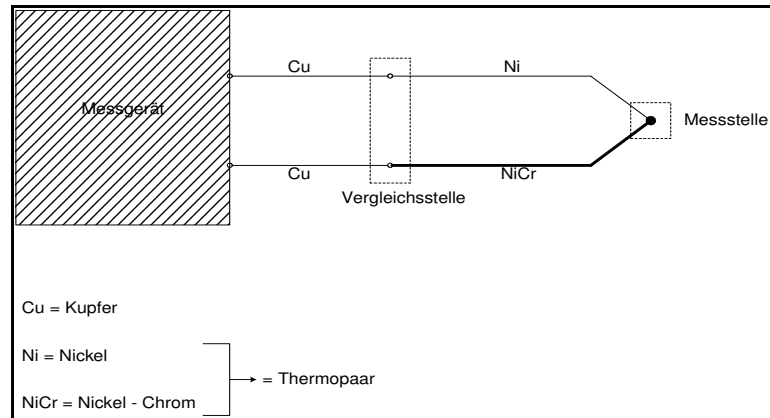 Cu
Ni
Messgerät
Messstelle
Cu
NiCr
Vergleichsstelle
Cu = Kupfer
Ni = Nickel
= Thermopaar
NiCr = Nickel - Chrom